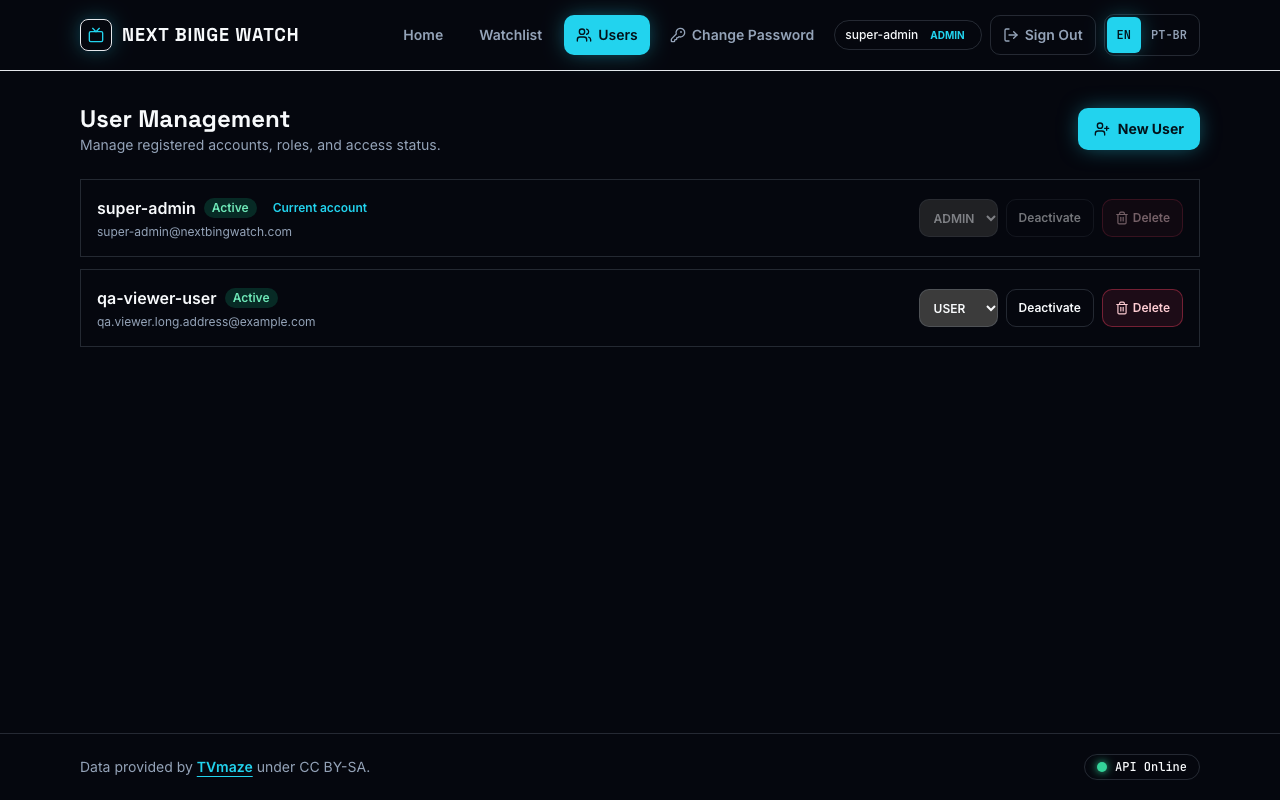 NEXT BINGE WATCH
Home
Watchlist
Users
Change Password
super-admin ADMIN
Sign Out
EN
PT-BR
User Management
Manage registered accounts, roles, and access status.
New User
super-admin Active Current account
super-admin@nextbingwatch.com
ADMIN
Deactivate
Delete
qa-viewer-user Active
qa.viewer.long.address@example.com
USER
Deactivate
Delete
Data provided by TVmaze under CC BY-SA.
API Online